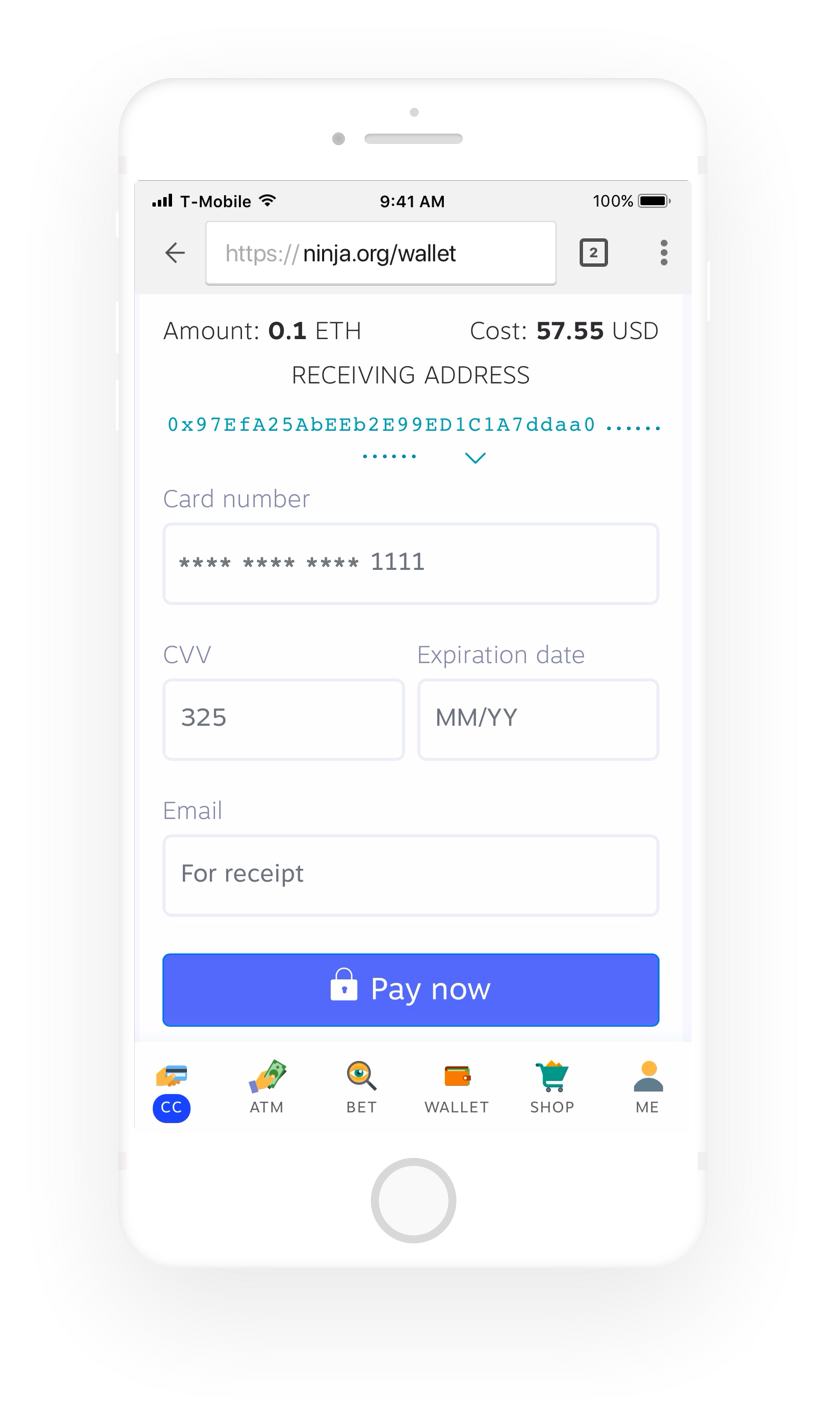 T-Mobile 9:41 AM 100%
https:// ninja.org/wallet 2
Amount: 0.1 ETH Cost: 57.55 USD
RECEIVING ADDRESS
0x97EfA25AbEEb2E99ED1C1A7ddaa0 ......
......
Card number
**** **** **** 1111
CVV Expiration date
325 MM/YY
Email
For receipt
Pay now
CC ATM BET WALLET SHOP ME